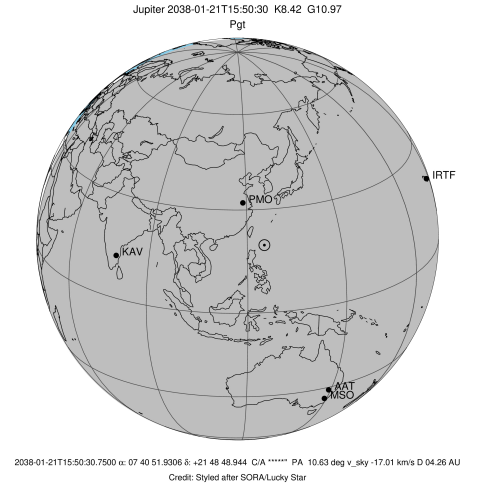 Jupiter 2038-01-21T15:50:30 K8.42 G10.97
Pgt
IRTF
PMO
KAV
AAT
MSO
2038-01-21T15:50:30.7500 α: 07 40 51.9306 δ: +21 48 48.944 C/A *****" PA 10.63 deg v_sky -17.01 km/s D 04.26 AU
Credit: Styled after SORA/Lucky Star